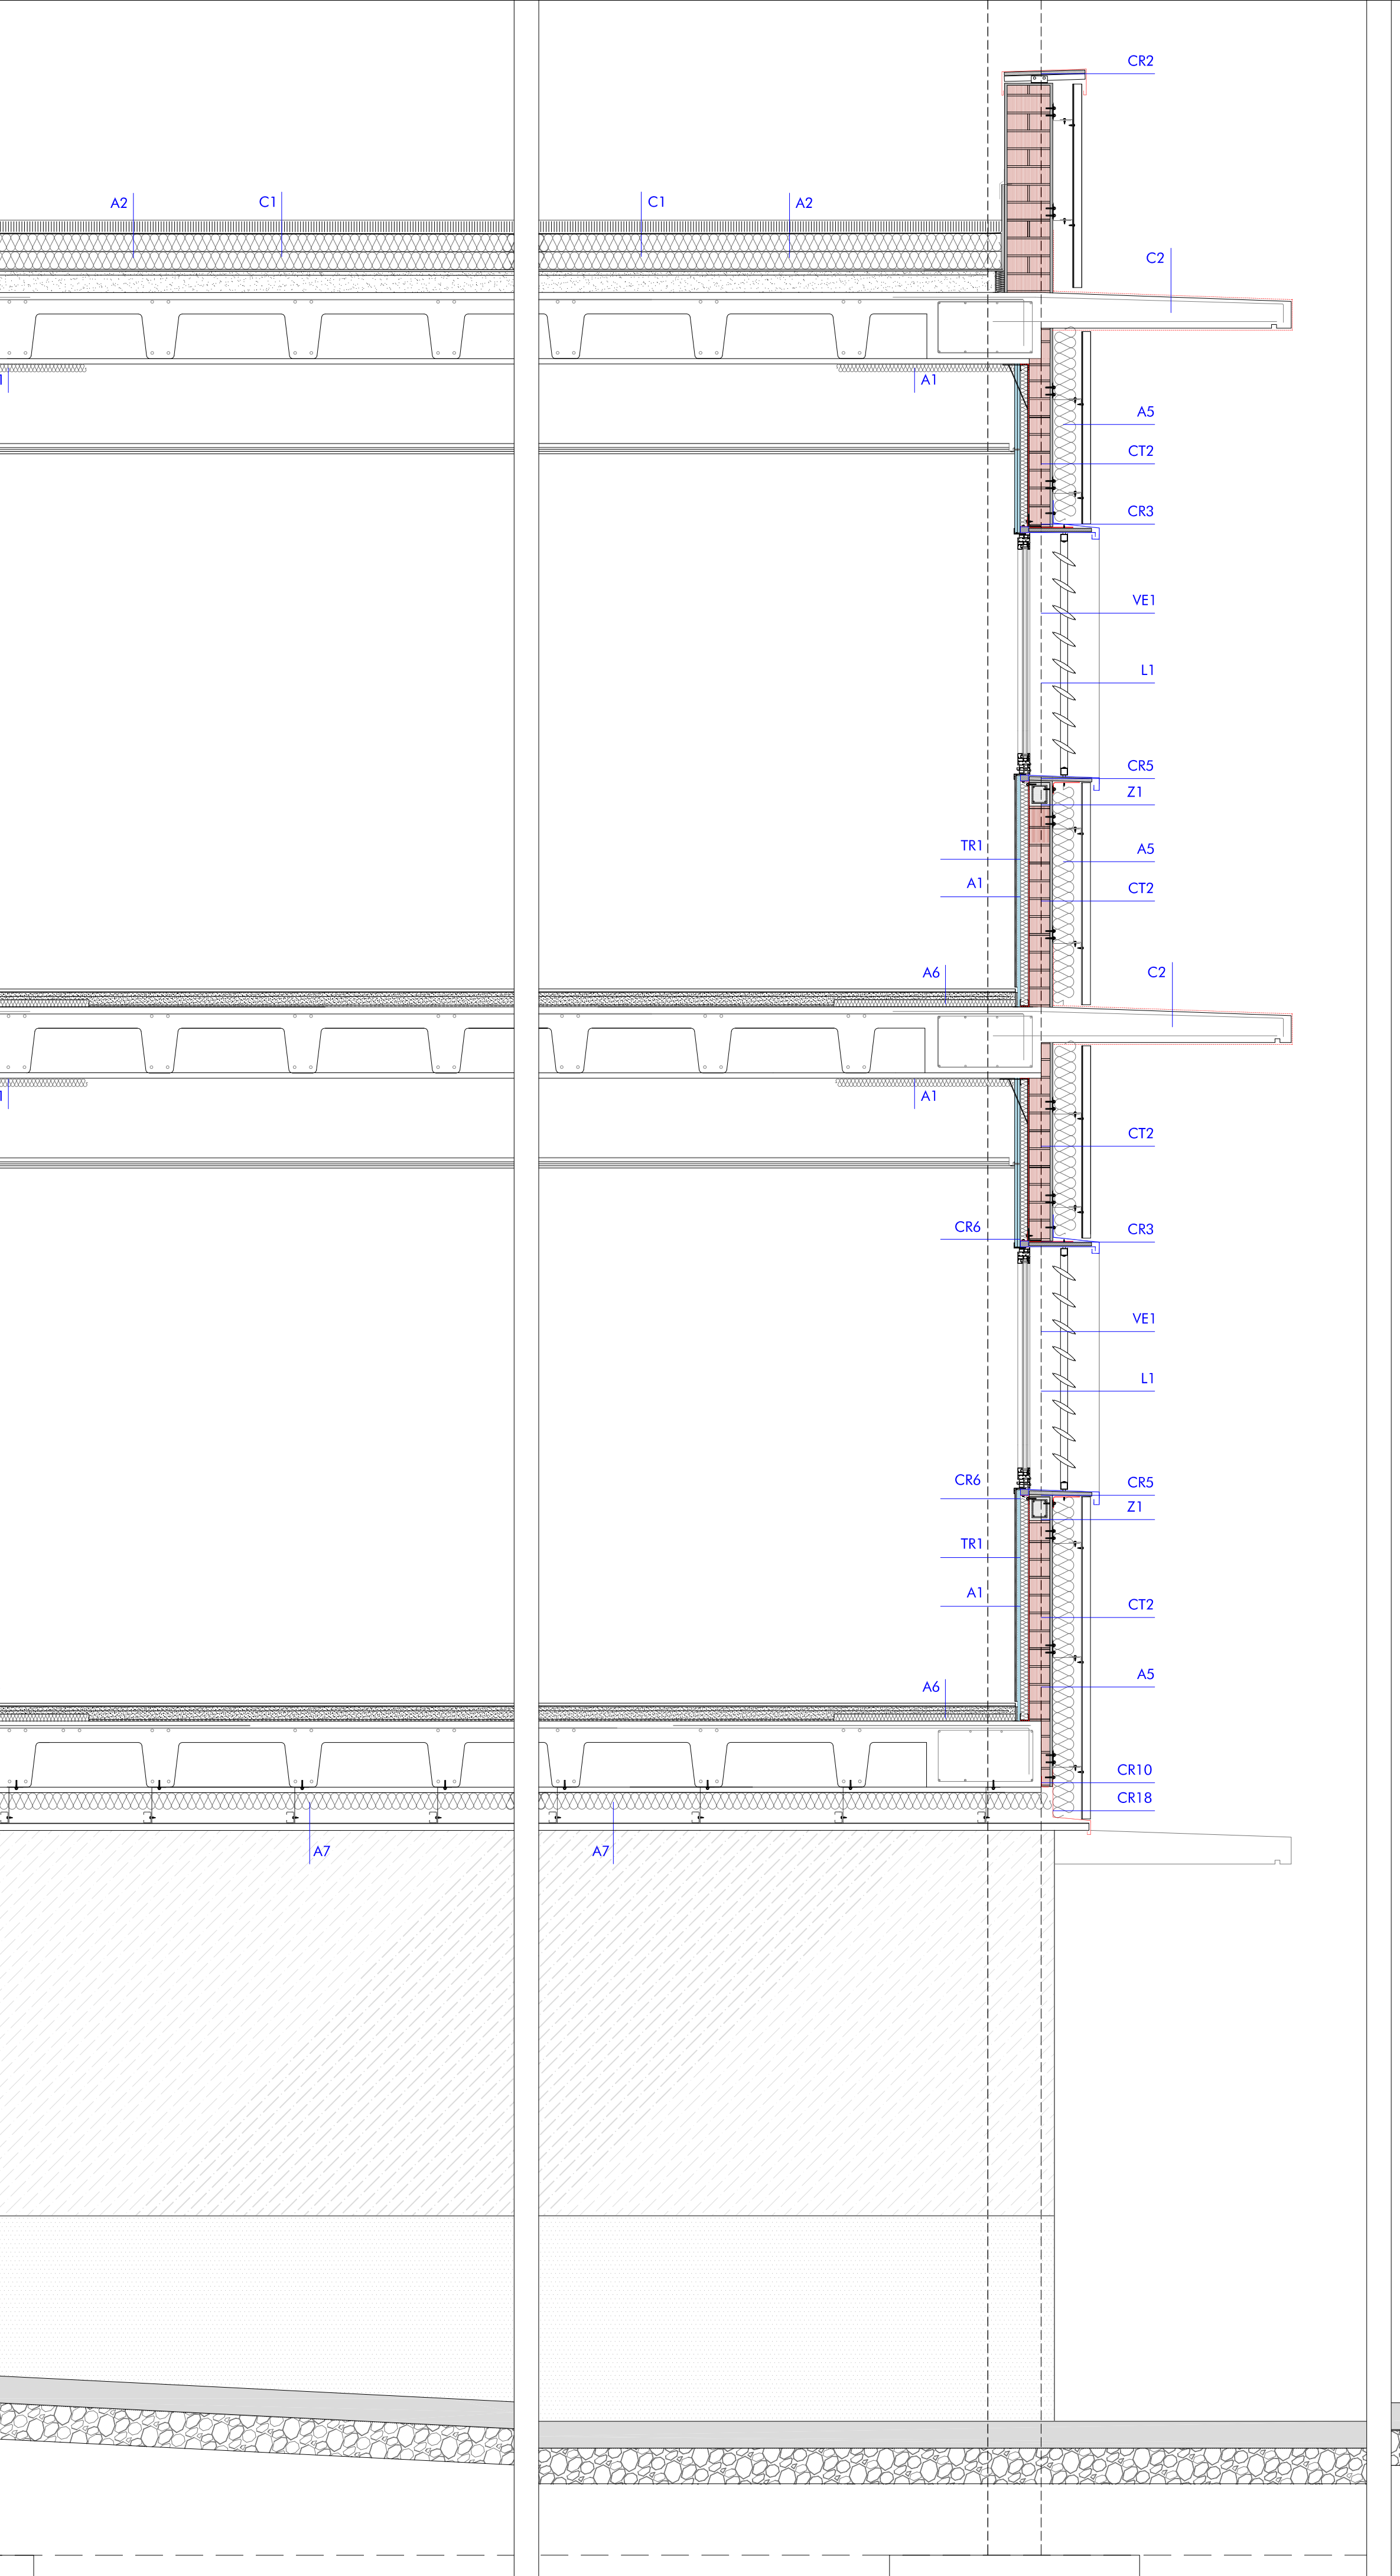 CR2
A2 C1 C1 A2
C2
1 A1
A5
CT2
CR3
VE1
L1
CR5
Z1
TR1 A5
A1 CT2
A6 C2
1 A1
CT2
CR6 CR3
VE1
L1
CR6 CR5
Z1
TR1
A1 CT2
A6 A5
CR10
CR18
A7 A7